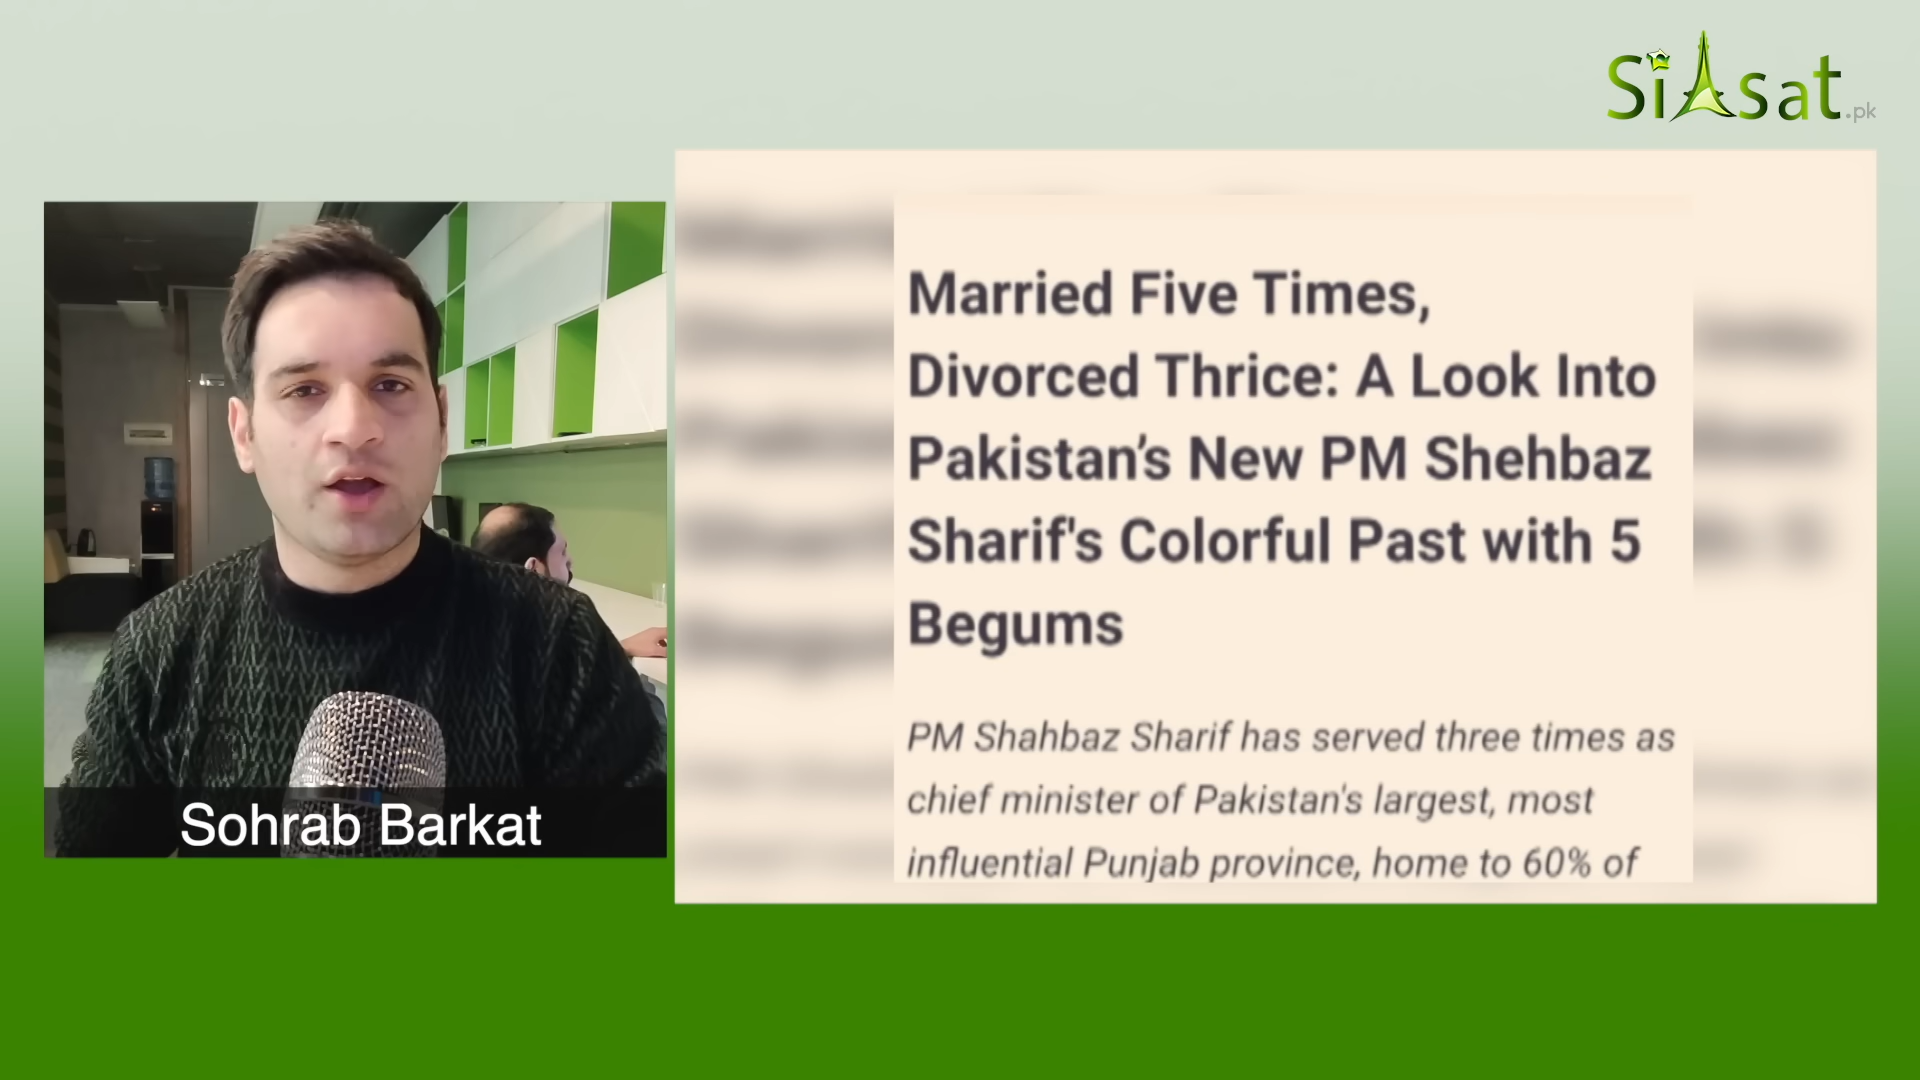 Siasat.pk
Married Five Times,
Divorced Thrice: A Look Into
Pakistan’s New PM Shehbaz
Sharif's Colorful Past with 5
Begums
PM Shahbaz Sharif has served three times as
chief minister of Pakistan's largest, most
influential Punjab province, home to 60% of
Sohrab Barkat